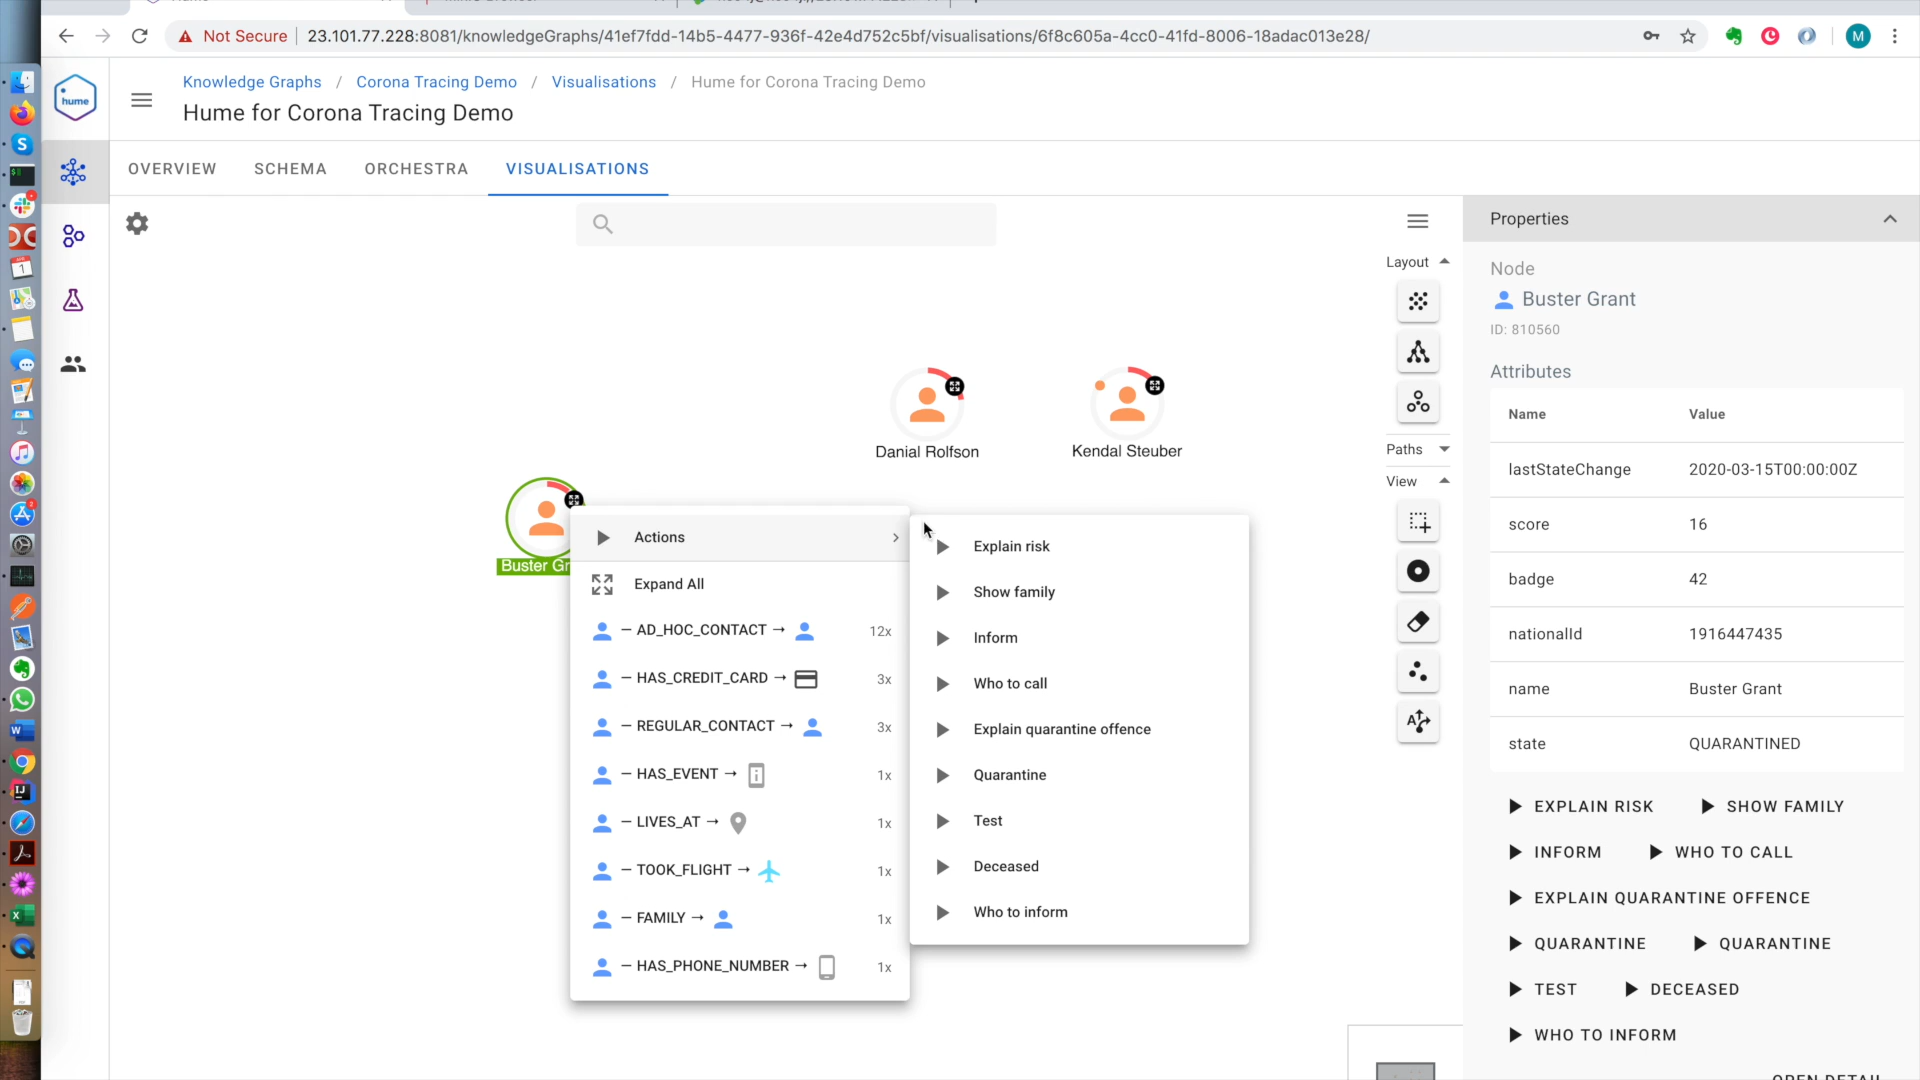 Not Secure
23.101.77.228:8081/knowledgeGraphs/41ef7fdd-14b5-4477-936f-42e4d752c5bf/visualisations/6f8c605a-4cc0-41fd-8006-18adac013e28/
M
hume
Knowledge Graphs / Corona Tracing Demo / Visualisations / Hume for Corona Tracing Demo
Hume for Corona Tracing Demo
OVERVIEW SCHEMA ORCHESTRA VISUALISATIONS
Layout
Paths
View
Danial Rolfson
Kendal Steuber
Buster Gr
Actions
Expand All
– AD_HOC_CONTACT → 12x
– HAS_CREDIT_CARD → 3x
– REGULAR_CONTACT → 3x
– HAS_EVENT → 1x
– LIVES_AT → 1x
– TOOK_FLIGHT → 1x
– FAMILY → 1x
– HAS_PHONE_NUMBER → 1x
Explain risk
Show family
Inform
Who to call
Explain quarantine offence
Quarantine
Test
Deceased
Who to inform
Properties
Node
Buster Grant
ID: 810560
Attributes
Name Value
lastStateChange 2020-03-15T00:00:00Z
score 16
badge 42
nationalId 1916447435
name Buster Grant
state QUARANTINED
EXPLAIN RISK SHOW FAMILY
INFORM WHO TO CALL
EXPLAIN QUARANTINE OFFENCE
QUARANTINE QUARANTINE
TEST DECEASED
WHO TO INFORM